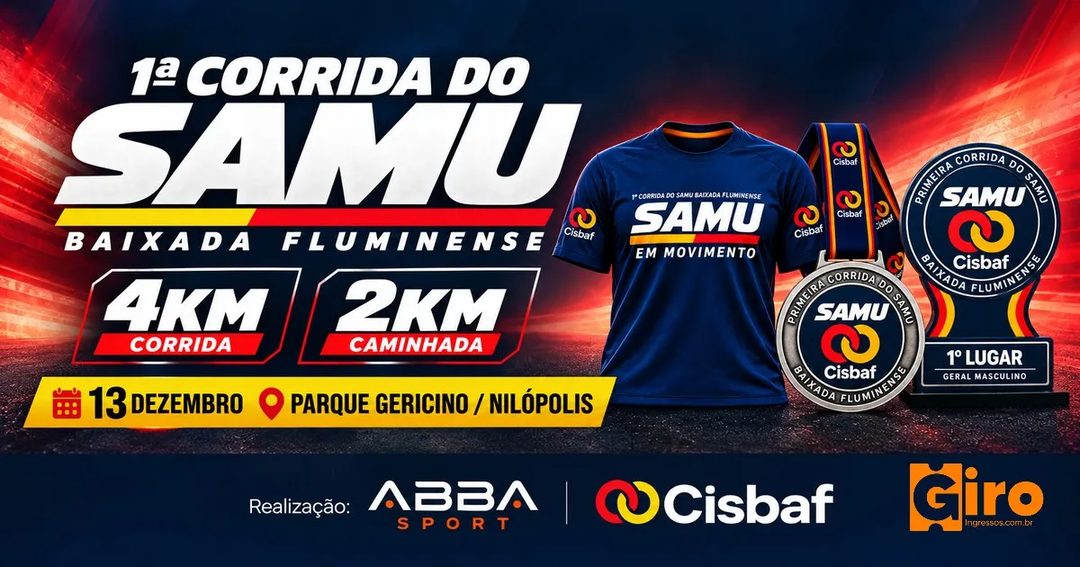 1ª CORRIDA DO
SAMU
BAIXADA FLUMINENSE
4KM
CORRIDA
2KM
CAMINHADA
13 DEZEMBRO
PARQUE GERICINO / NILÓPOLIS
1ª CORRIDA DO SAMU BAIXADA FLUMINENSE
SAMU
EM MOVIMENTO
Cisbaf
Cisbaf
Cisbaf
Cisbaf
Cisbaf
PRIMEIRA CORRIDA DO SAMU
SAMU
Cisbaf
BAIXADA FLUMINENSE
PRIMEIRA CORRIDA DO SAMU
SAMU
Cisbaf
BAIXADA FLUMINENSE
1º LUGAR
GERAL MASCULINO
Realização:
ABBA
SPORT
Cisbaf
Giro
Ingressos.com.br